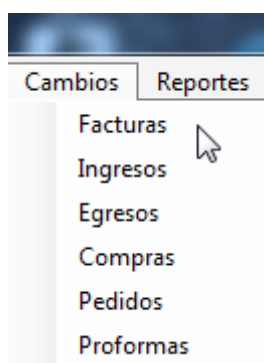 Cambios Reportes
Facturas
Ingresos
Egresos
Compras
Pedidos
Proformas